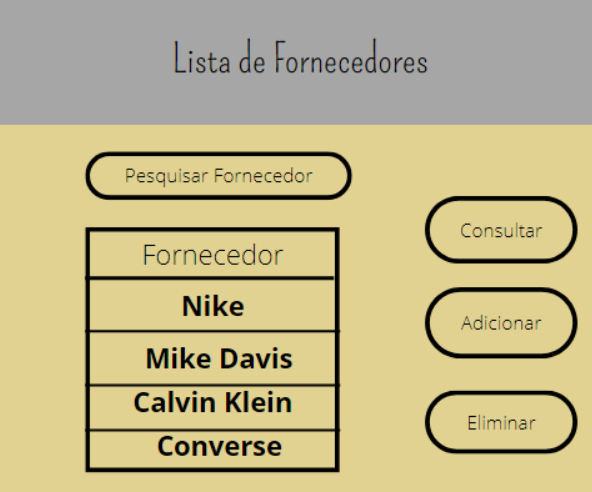 Lista de Fornecedores
Pesquisar Fornecedor
Fornecedor
Nike
Mike Davis
Calvin Klein
Converse
Consultar
Adicionar
Eliminar